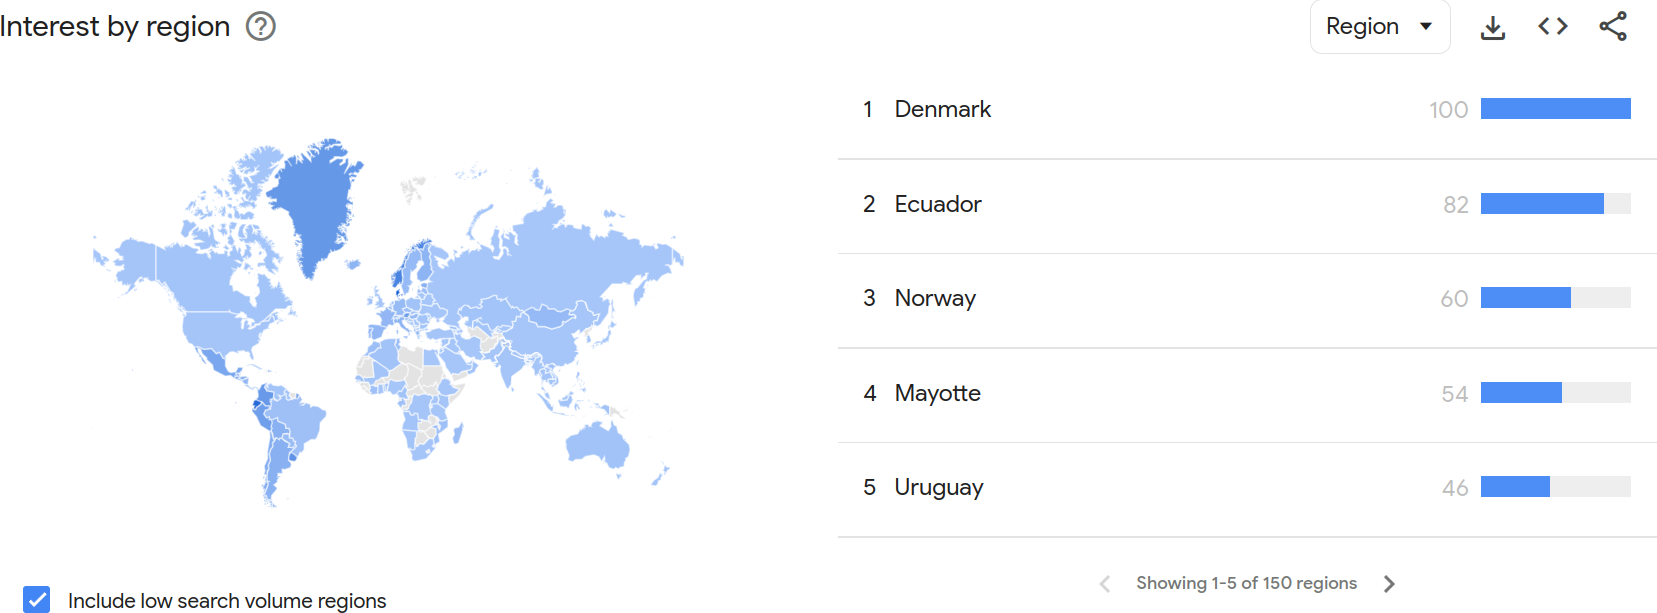 Interest by region ?
Region
1 Denmark 100
2 Ecuador 82
3 Norway 60
4 Mayotte 54
5 Uruguay 46
Include low search volume regions
Showing 1-5 of 150 regions